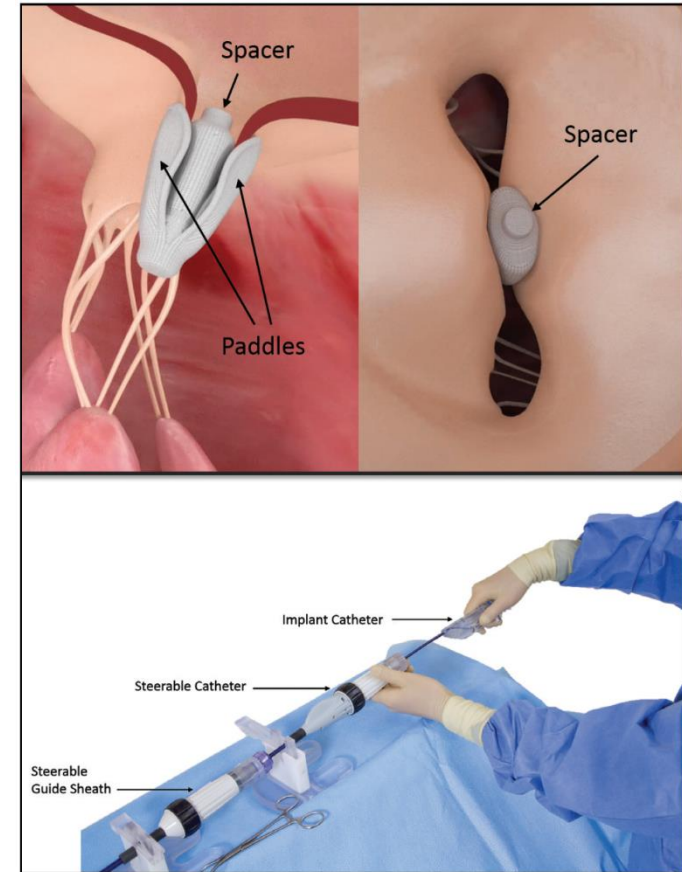 Spacer
Paddles
Spacer
Implant Catheter
Steerable Catheter
Steerable
Guide Sheath